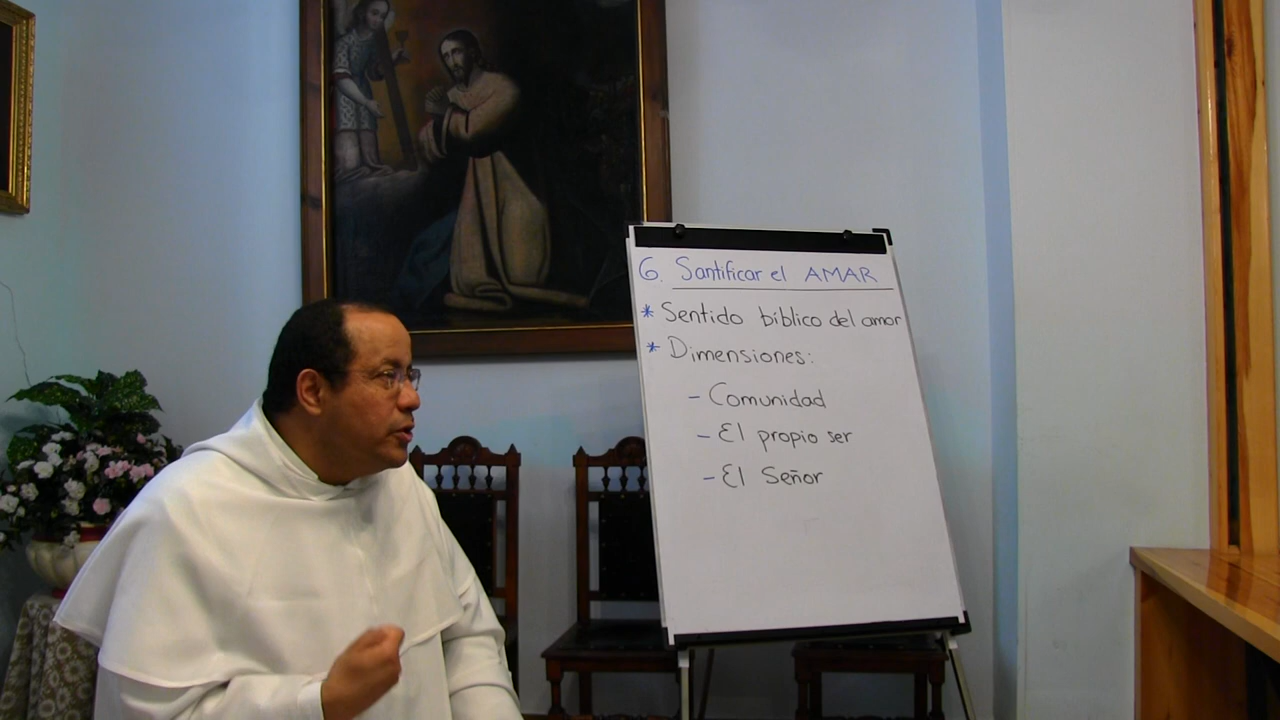 6. Santificar el AMAR
* Sentido bíblico del amor
* Dimensiones:
- Comunidad
- El propio ser
- El Señor